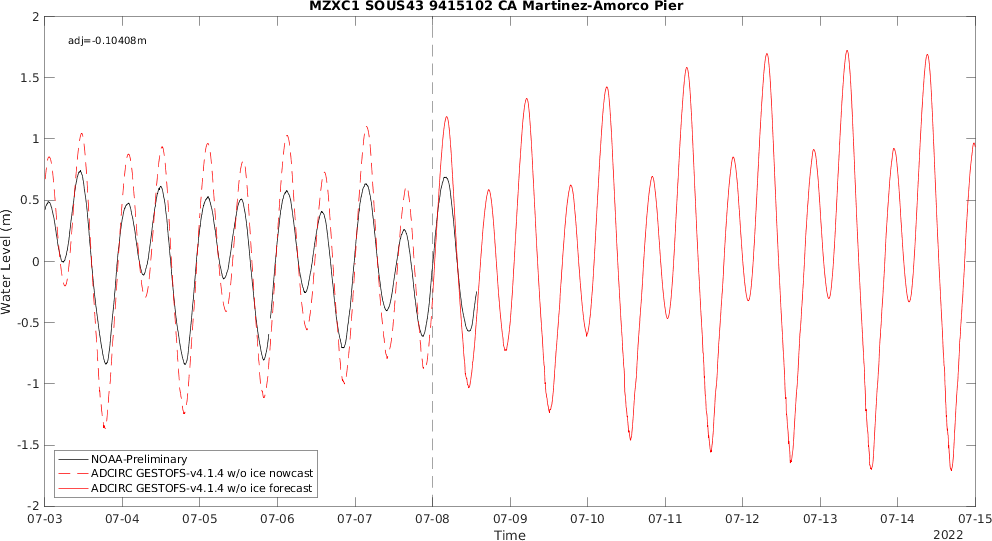 MZXC1 SOUS43 9415102 CA Martinez-Amorco Pier
adj=-0.10408m
2
1.5
1
0.5
0
-0.5
-1
-1.5
-2
Water Level (m)
NOAA-Preliminary
ADCIRC GESTOFS-v4.1.4 w/o ice nowcast
ADCIRC GESTOFS-v4.1.4 w/o ice forecast
07-03 07-04 07-05 07-06 07-07 07-08 07-09 07-10 07-11 07-12 07-13 07-14 07-15
Time
2022